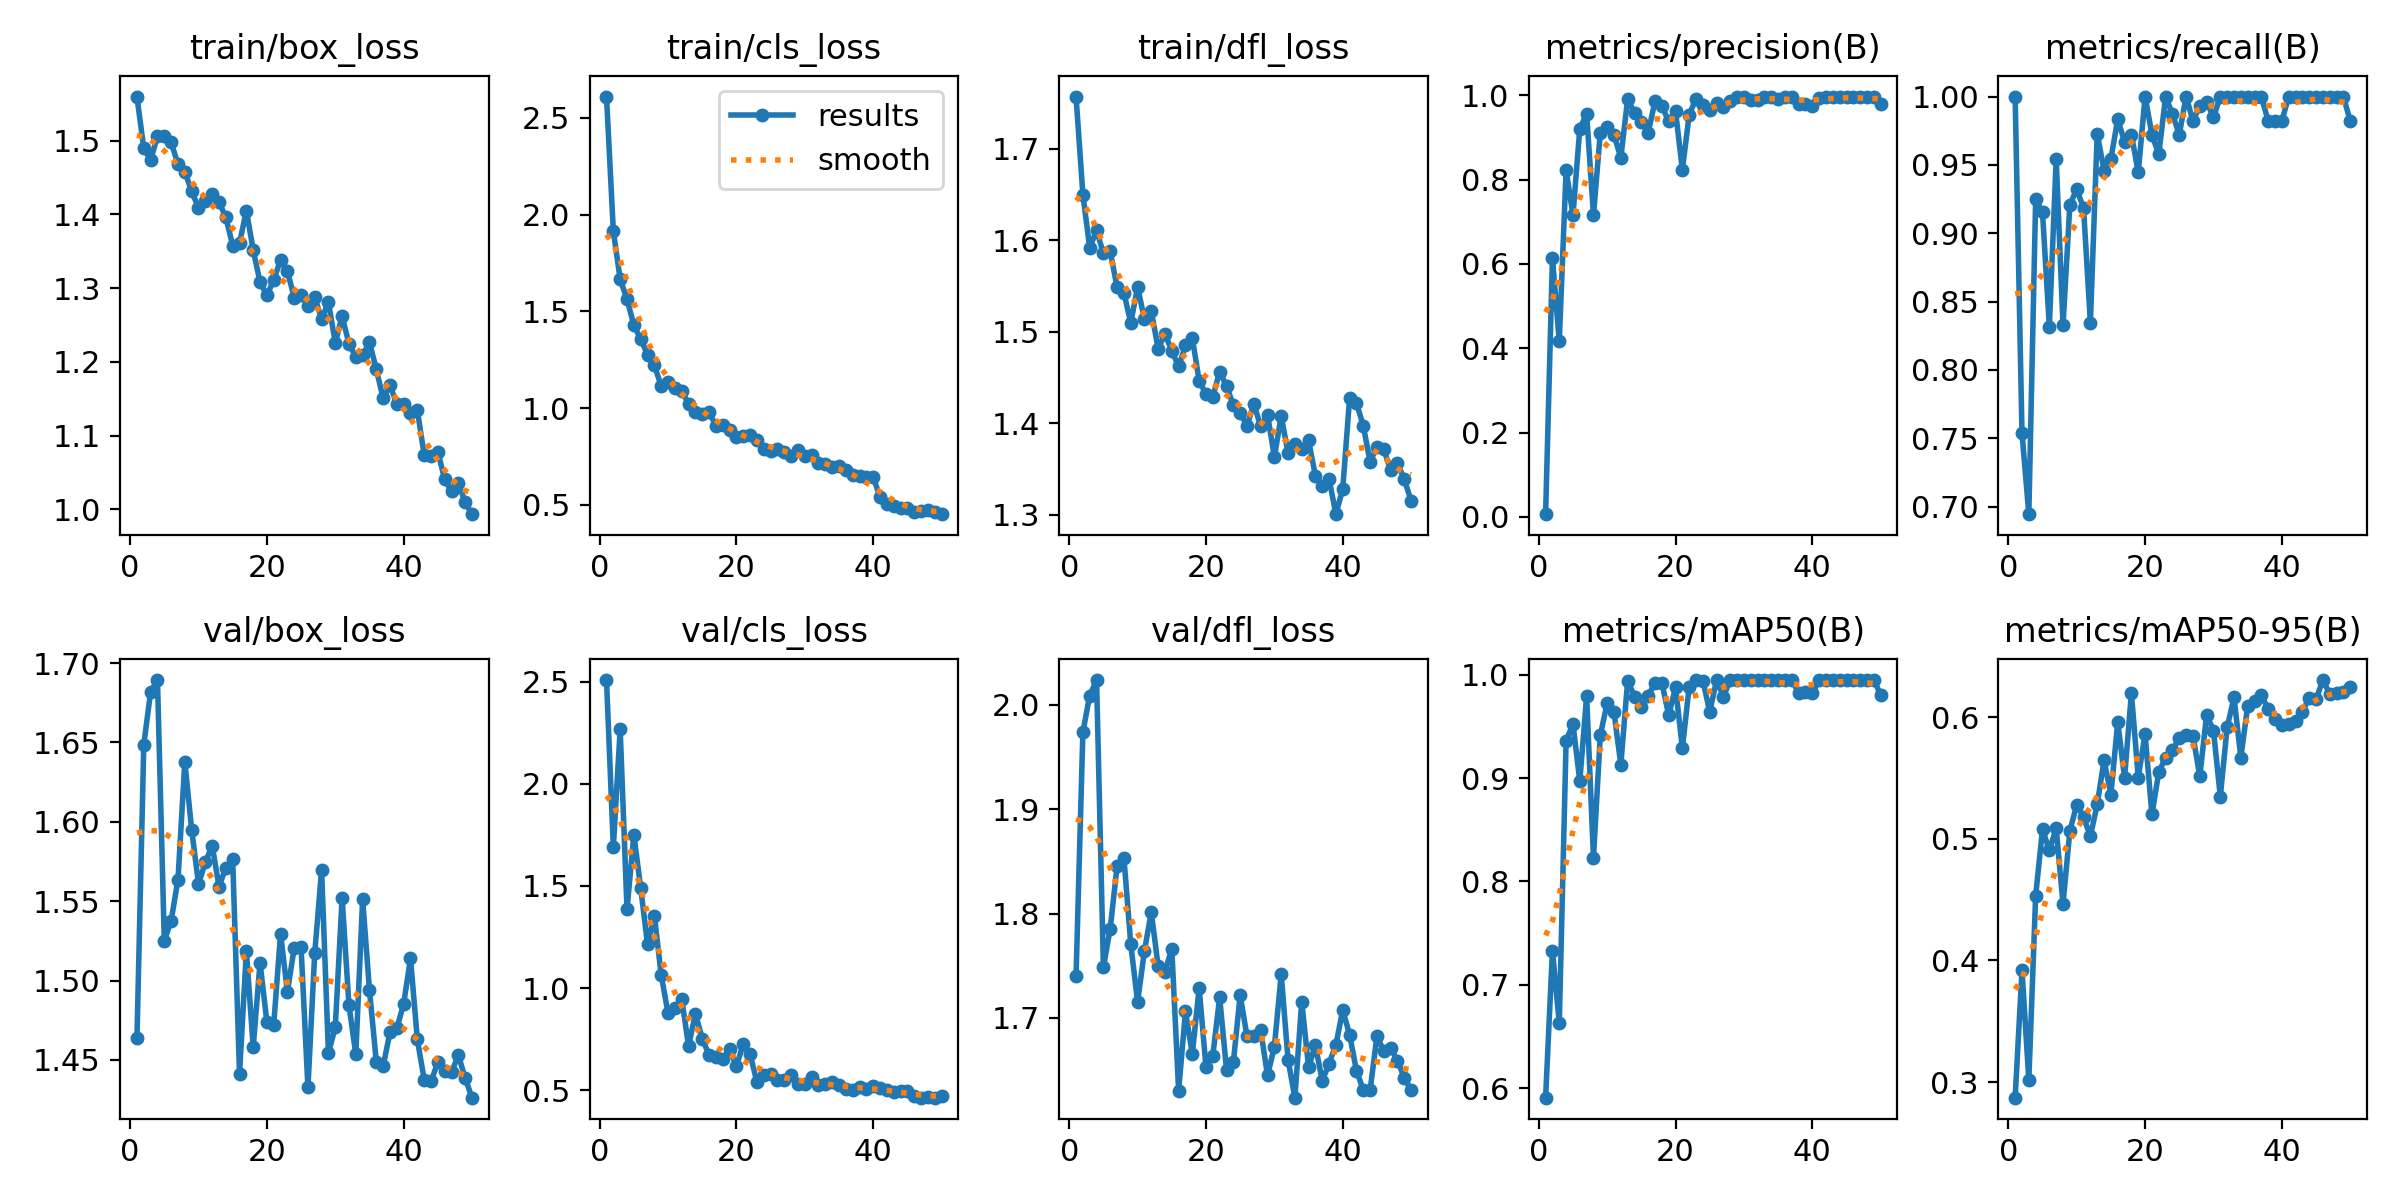 train/box_loss
1.5
1.4
1.3
1.2
1.1
1.0
0 20 40
train/cls_loss
results
smooth
2.5
2.0
1.5
1.0
0.5
0 20 40
train/dfl_loss
1.7
1.6
1.5
1.4
1.3
0 20 40
metrics/precision(B)
1.0
0.8
0.6
0.4
0.2
0.0
0 20 40
metrics/recall(B)
1.00
0.95
0.90
0.85
0.80
0.75
0.70
0 20 40
val/box_loss
1.70
1.65
1.60
1.55
1.50
1.45
0 20 40
val/cls_loss
2.5
2.0
1.5
1.0
0.5
0 20 40
val/dfl_loss
2.0
1.9
1.8
1.7
0 20 40
metrics/mAP50(B)
1.0
0.9
0.8
0.7
0.6
0 20 40
metrics/mAP50-95(B)
0.6
0.5
0.4
0.3
0 20 40